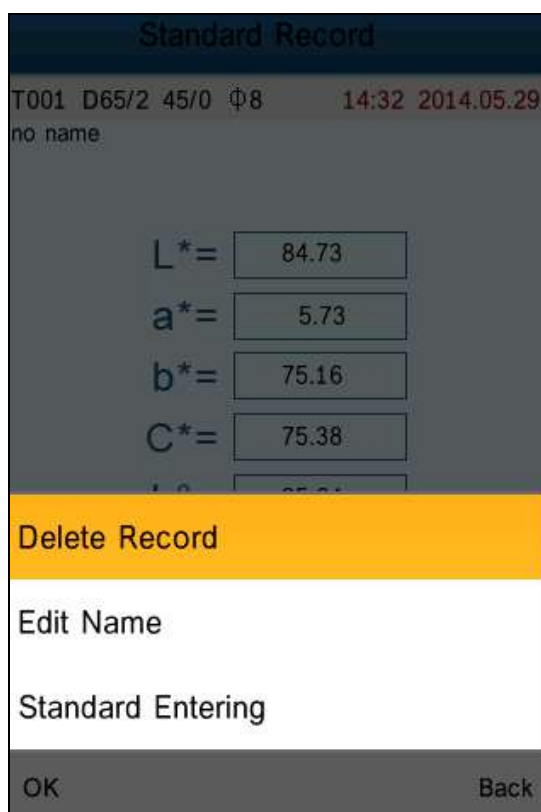 Standard Record
T001 D65/2 45/0 Φ8 14:32 2014.05.29
no name
L*= 84.73
a*= 5.73
b*= 75.16
C*= 75.38
Delete Record
Edit Name
Standard Entering
OK Back